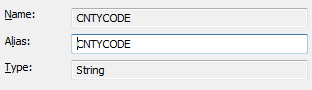 Name: CNTYCODE
Alias: CNTYCODE
Type: String